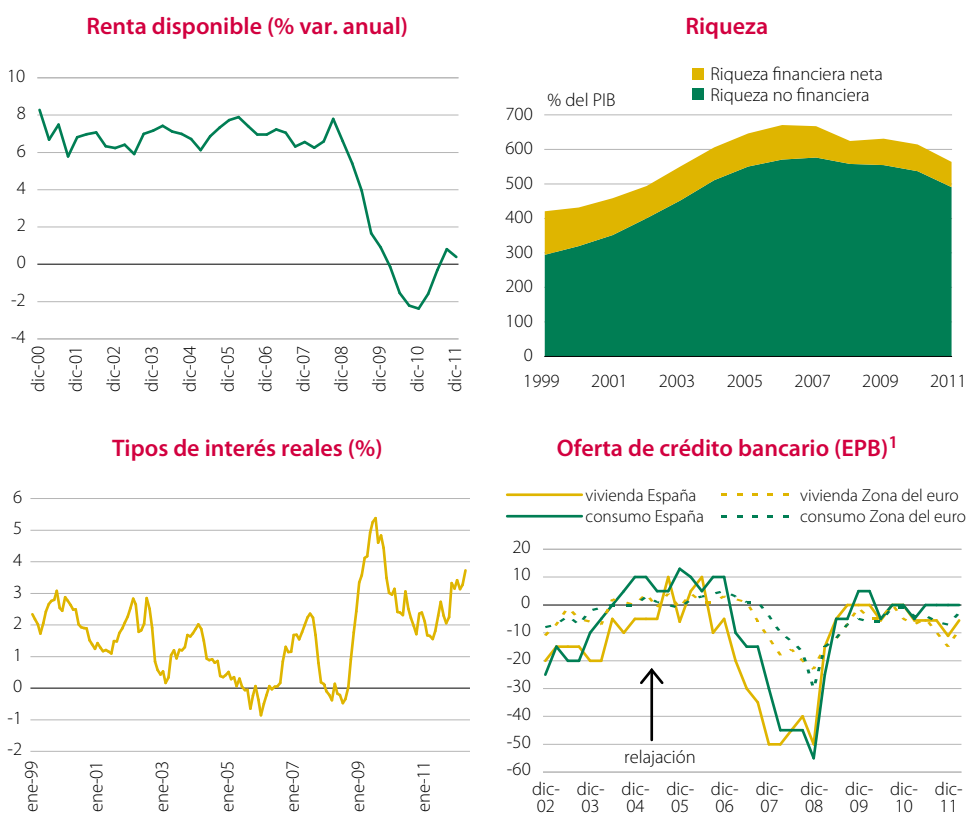 Renta disponible (% var. anual)
10
8
6
4
2
0
-2
-4
dic-00
dic-01
dic-02
dic-03
dic-04
dic-05
dic-06
dic-07
dic-08
dic-09
dic-10
dic-11
Riqueza
Riqueza financiera neta
Riqueza no financiera
% del PIB
700
600
500
400
300
200
100
0
1999
2001
2003
2005
2007
2009
2011
Tipos de interés reales (%)
6
5
4
3
2
1
0
-1
-2
ene-99
ene-01
ene-03
ene-05
ene-07
ene-09
ene-11
Oferta de crédito bancario (EPB)1
vivienda España
vivienda Zona del euro
consumo España
consumo Zona del euro
20
10
0
-10
-20
-30
-40
-50
-60
relajación
dic-
02
dic-
03
dic-
04
dic-
05
dic-
06
dic-
07
dic-
08
dic-
09
dic-
10
dic-
11